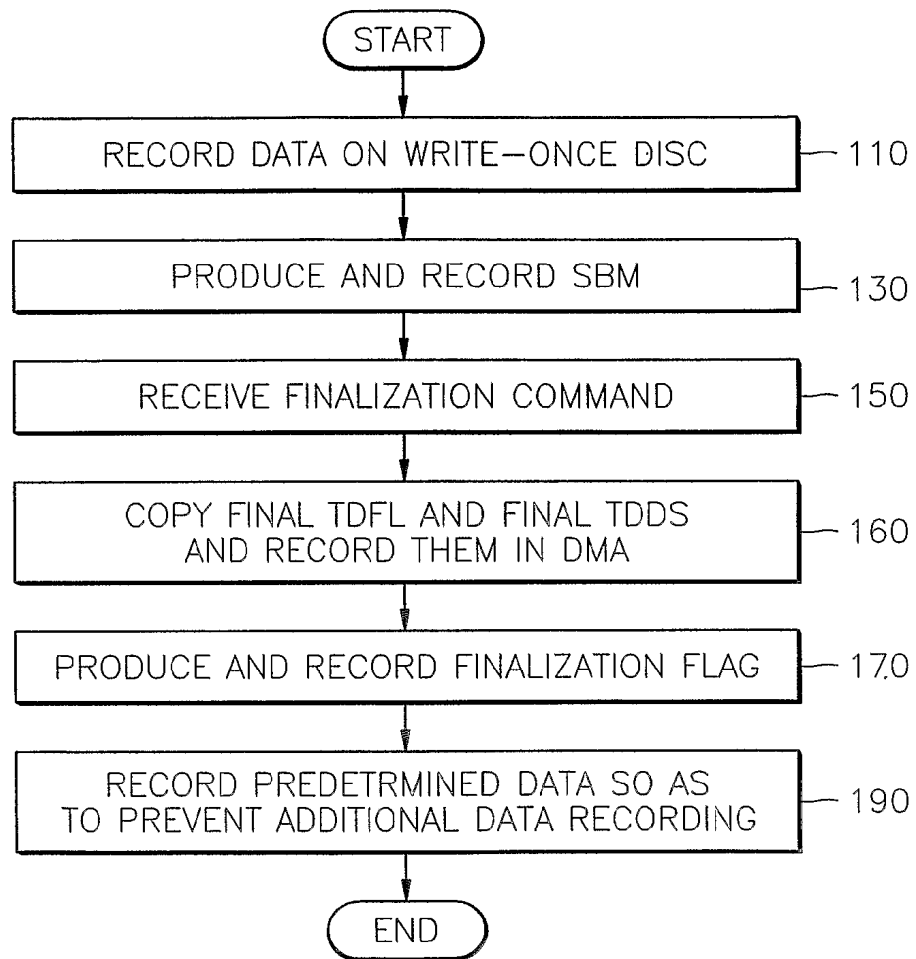 START
RECORD DATA ON WRITE-ONCE DISC
110
PRODUCE AND RECORD SBM
130
RECEIVE FINALIZATION COMMAND
150
COPY FINAL TDFL AND FINAL TDDS
AND RECORD THEM IN DMA
160
PRODUCE AND RECORD FINALIZATION FLAG
170
RECORD PREDETRMINED DATA SO AS
TO PREVENT ADDITIONAL DATA RECORDING
190
END